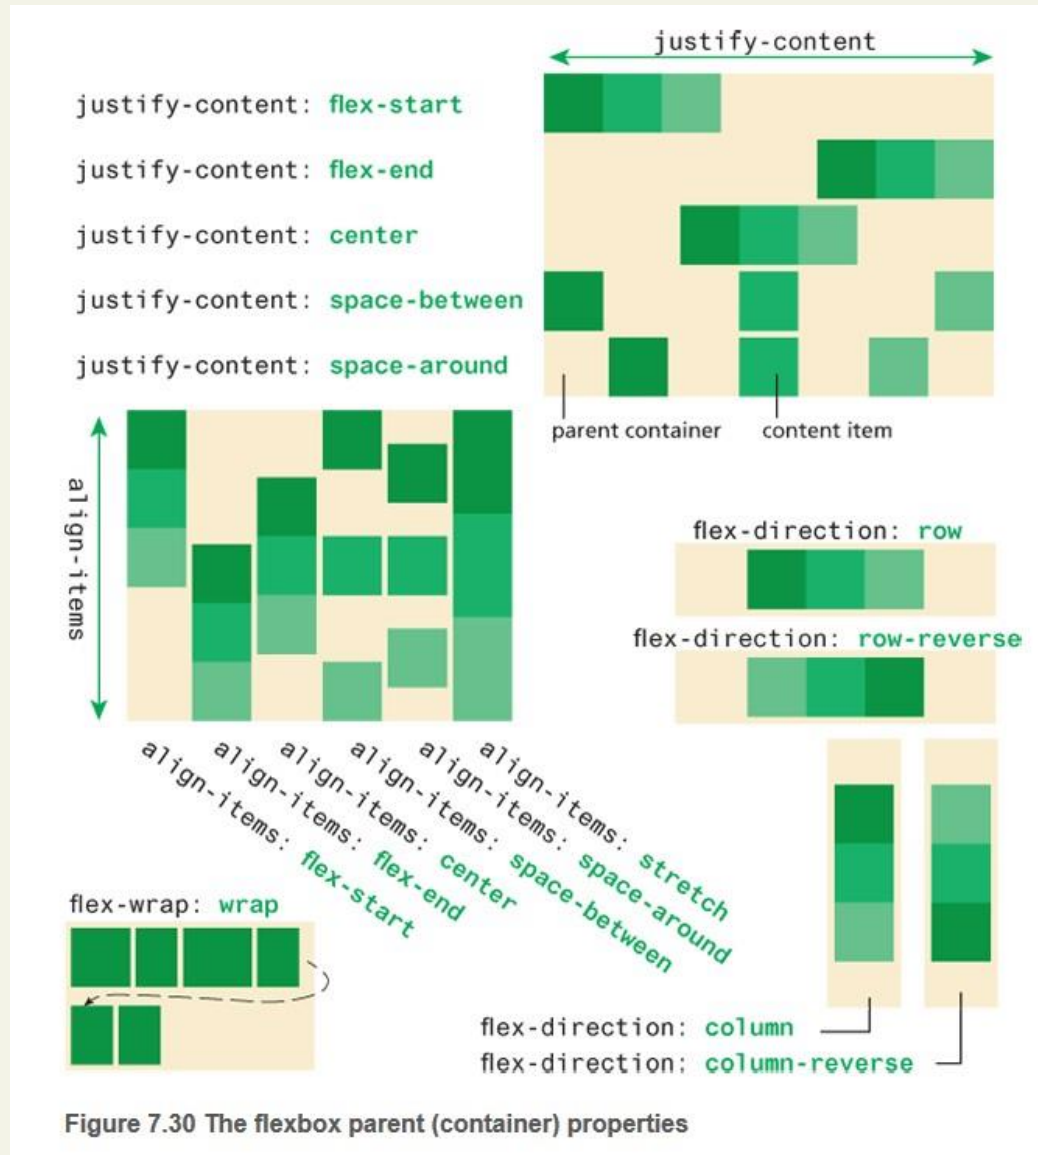 justify-content
justify-content: flex-start
justify-content: flex-end
justify-content: center
justify-content: space-between
justify-content: space-around
parent container
content item
align-items
align-items: flex-start
align-items: flex-end
align-items: center
align-items: space-between
align-items: space-around
align-items: stretch
flex-direction: row
flex-direction: row-reverse
flex-wrap: wrap
flex-direction: column
flex-direction: column-reverse
Figure 7.30 The flexbox parent (container) properties